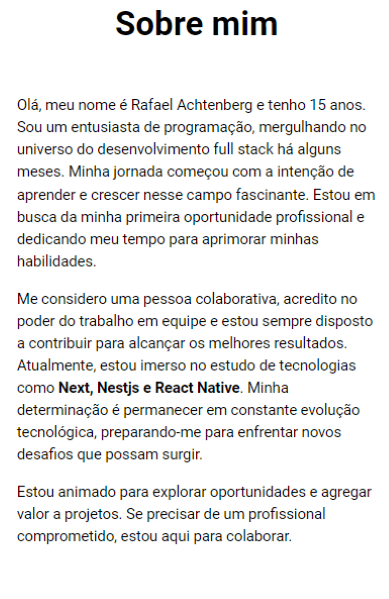 Sobre mim
Olá, meu nome é Rafael Achtenberg e tenho 15 anos.
Sou um entusiasta de programação, mergulhando no
universo do desenvolvimento full stack há alguns
meses. Minha jornada começou com a intenção de
aprender e crescer nesse campo fascinante. Estou em
busca da minha primeira oportunidade profissional e
dedicando meu tempo para aprimorar minhas
habilidades.
Me considero uma pessoa colaborativa, acredito no
poder do trabalho em equipe e estou sempre disposto
a contribuir para alcançar os melhores resultados.
Atualmente, estou imerso no estudo de tecnologias
como Next, Nestjs e React Native. Minha
determinação é permanecer em constante evolução
tecnológica, preparando-me para enfrentar novos
desafios que possam surgir.
Estou animado para explorar oportunidades e agregar
valor a projetos. Se precisar de um profissional
comprometido, estou aqui para colaborar.